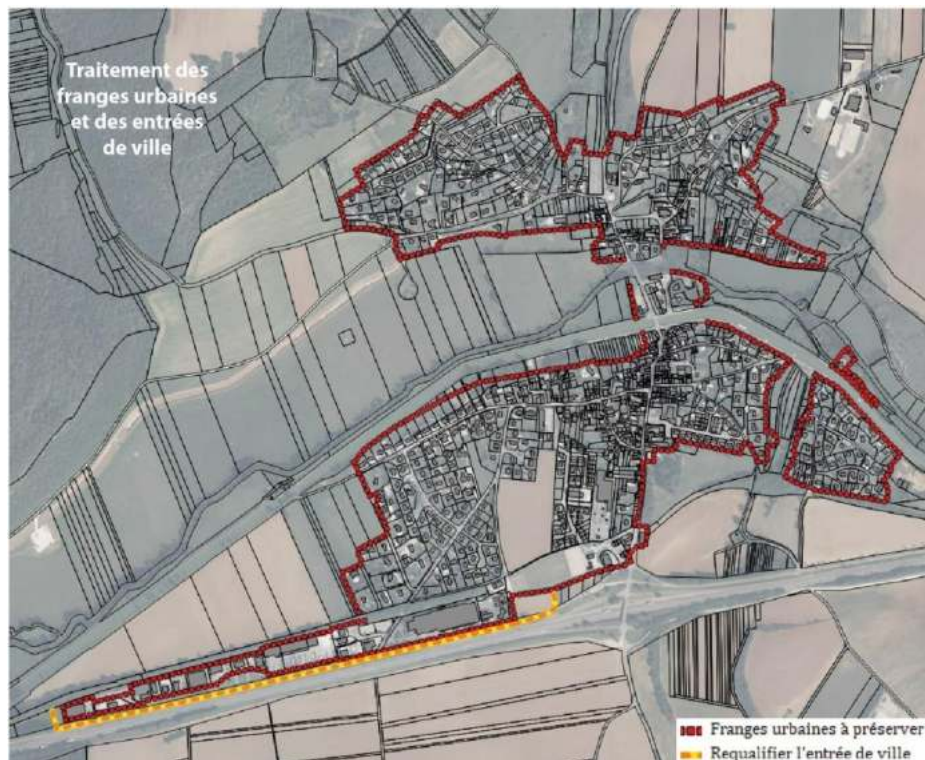 Traitement des
franges urbaines
et des entrées
de ville
Franges urbaines à préserver
Requalifier l'entrée de ville